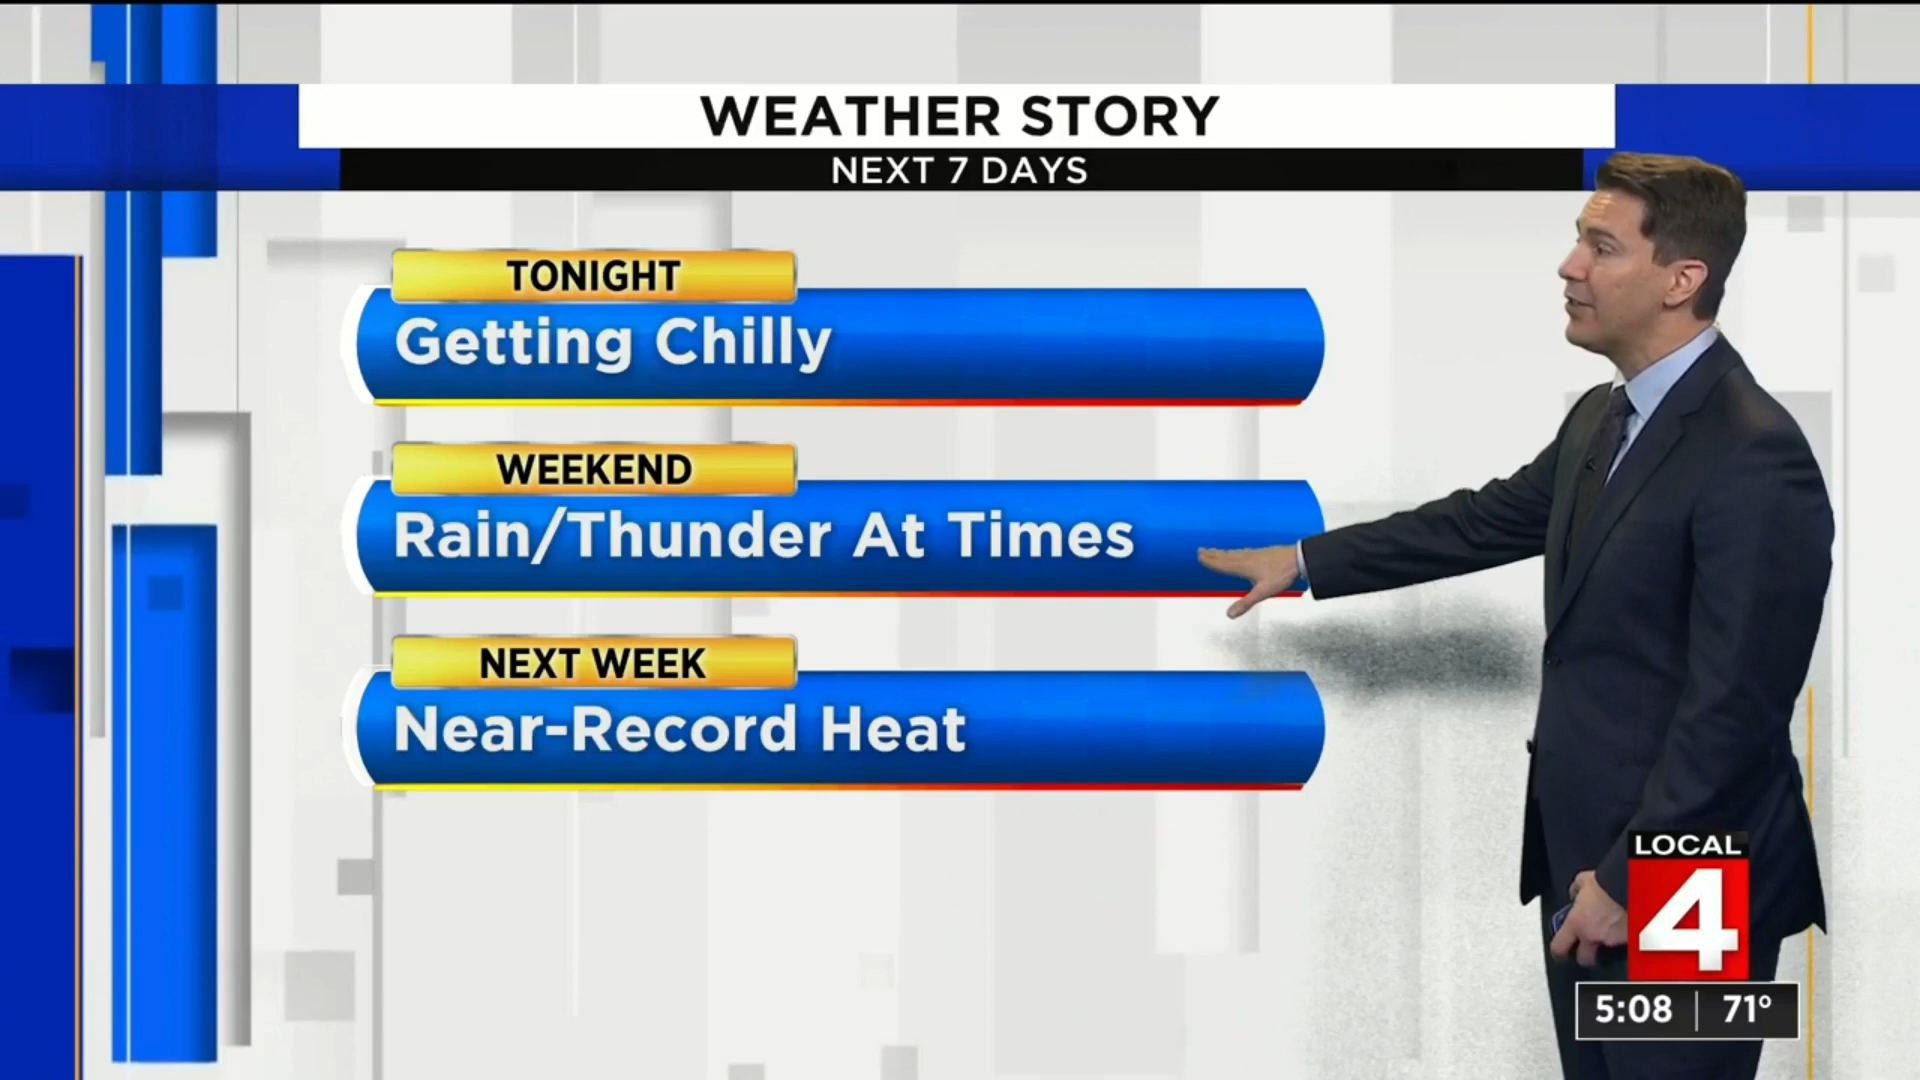 WEATHER STORY
NEXT 7 DAYS
TONIGHT
Getting Chilly
WEEKEND
Rain/Thunder At Times
NEXT WEEK
Near-Record Heat
LOCAL
4
5:08 71°